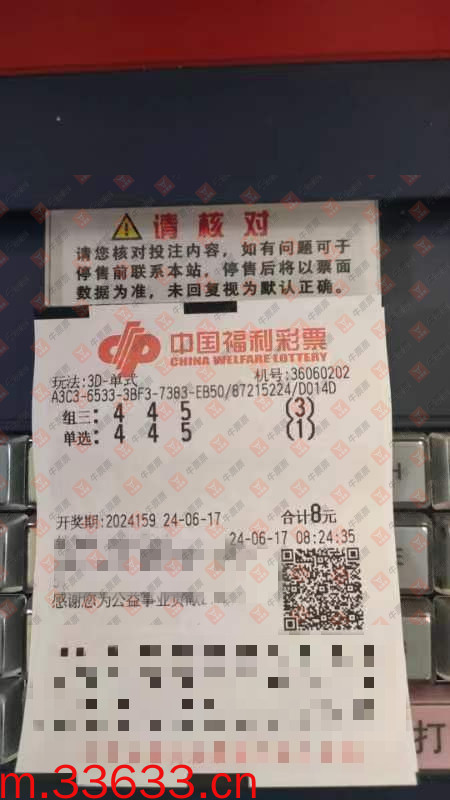 请核对
请您核对投注内容，如有问题可于
停售前联系本站，停售后将以票面
数据为准，未回复视为默认正确。
中国福利彩票
CHINA WELFARE LOTTERY
玩法:3D-单式 机号:36060202
A3C3-6533-3BF3-7383-EB50/87215224/D014D
组三: 4 4 5 (3)
单选: 4 4 5 (1)
开奖期:2024159 24-06-17 合计8元
24-06-17 08:24:35
感谢您为公益事业贡献
打
m.33633.cn